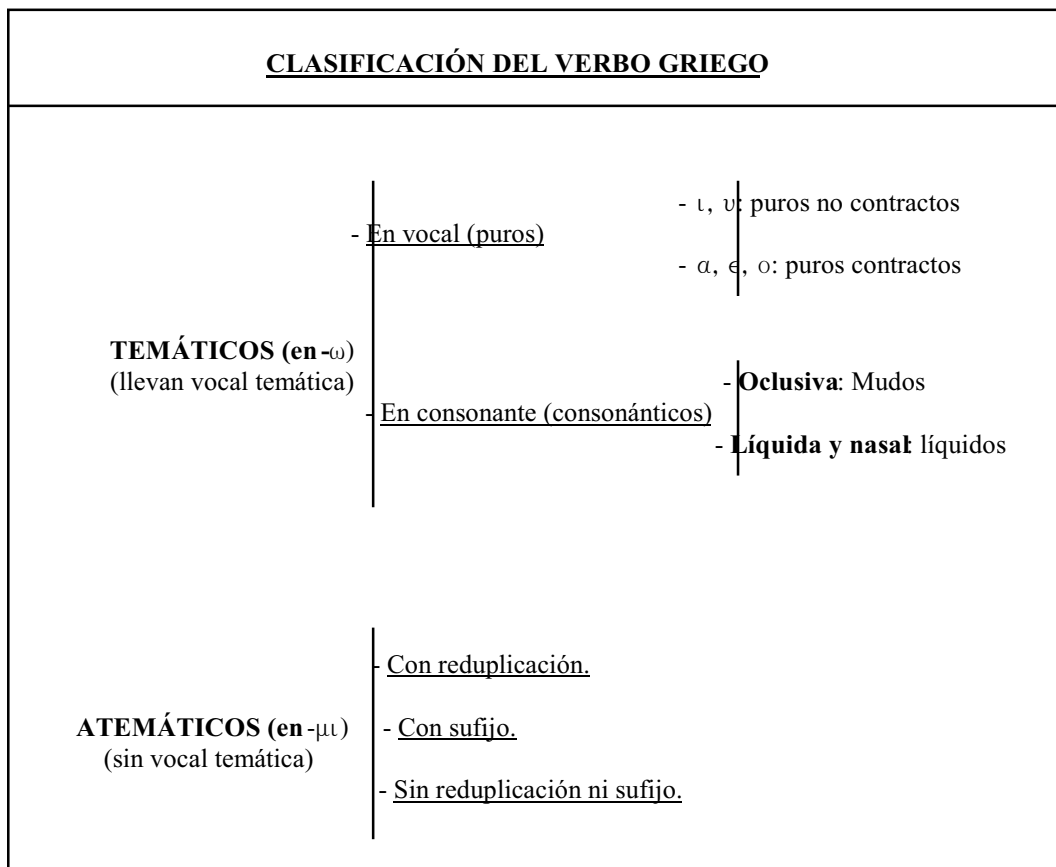 CLASIFICACIÓN DEL VERBO GRIEGO
- ι, υ: puros no contractos
- En vocal (puros)
- α, ε, ο: puros contractos
TEMÁTICOS (en -ω)
(llevan vocal temática)
- Oclusiva: Mudos
- En consonante (consonánticos)
- Líquida y nasal: líquidos
- Con reduplicación.
ATEMÁTICOS (en -μι)
- Con sufijo.
(sin vocal temática)
- Sin reduplicación ni sufijo.